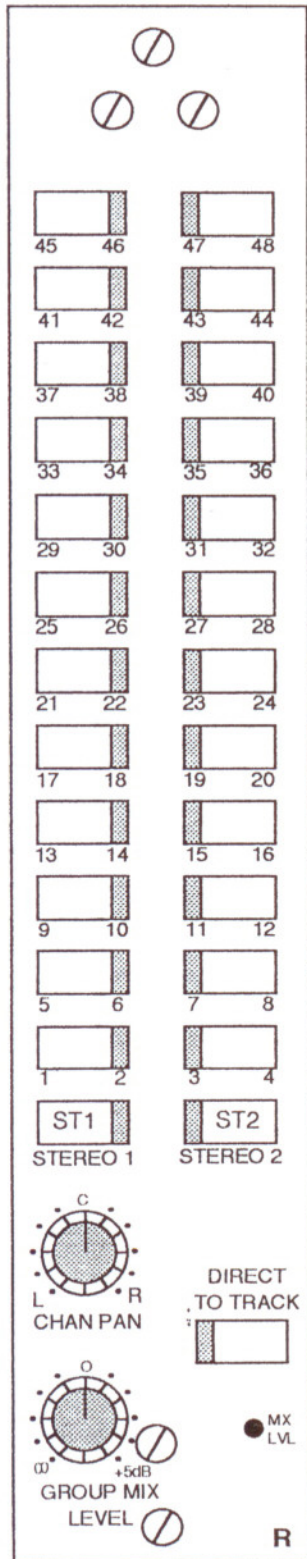 45 46 47 48
41 42 43 44
37 38 39 40
33 34 35 36
29 30 31 32
25 26 27 28
21 22 23 24
17 18 19 20
13 14 15 16
9 10 11 12
5 6 7 8
1 2 3 4
ST1 ST2
STEREO 1 STEREO 2
C
L R
CHAN PAN
DIRECT
TO TRACK
O
∞ +5dB
GROUP MIX
LEVEL
MX
LVL
R